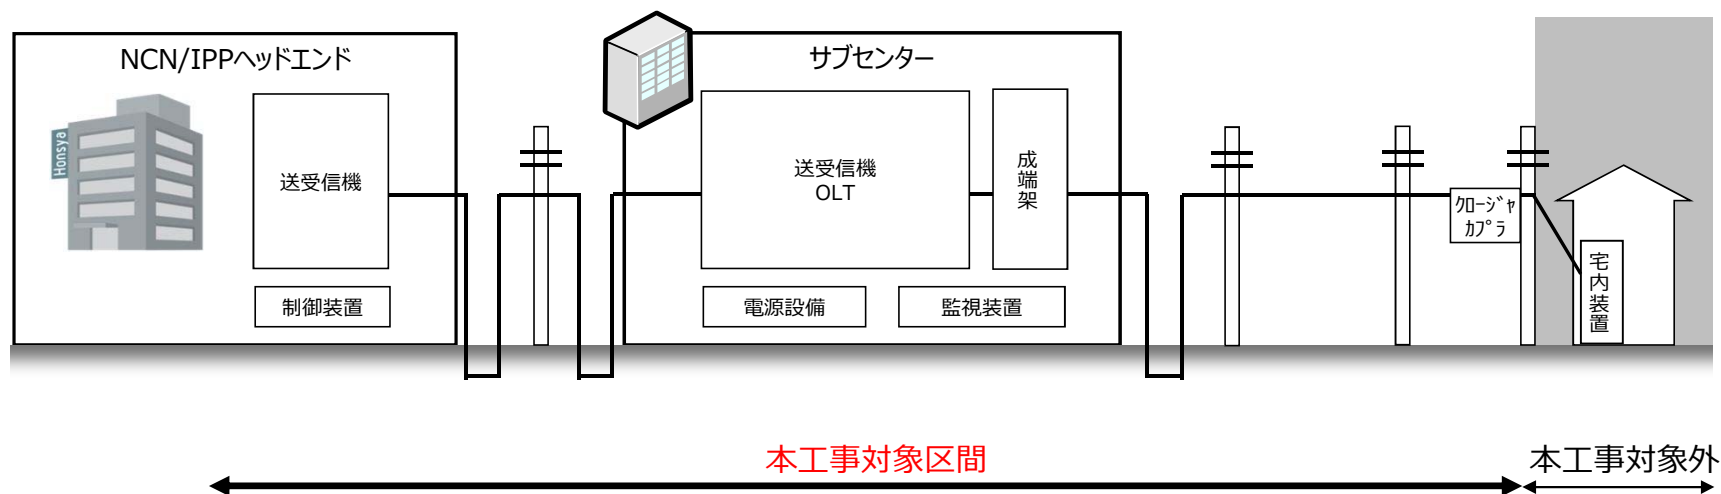 NCN/IPPヘッドエンド
Honsya
送受信機
制御装置
サブセンター
送受信機
OLT
成端架
電源設備
監視装置
ｸﾛｰｼﾞｬ
ｶﾌﾟﾗ
宅内装置
本工事対象区間
本工事対象外